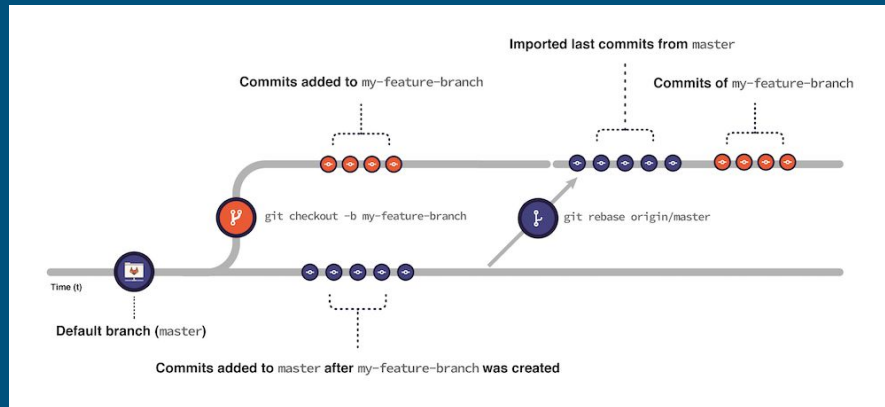 Imported last commits from master
Commits added to my-feature-branch
Commits of my-feature-branch
git checkout -b my-feature-branch
git rebase origin/master
Time (t)
Default branch (master)
Commits added to master after my-feature-branch was created